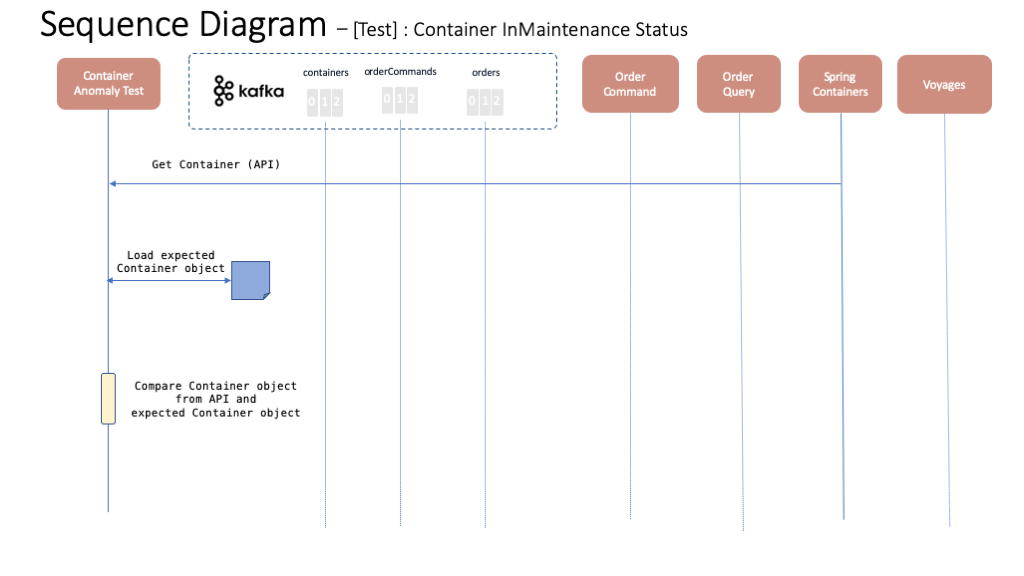 Sequence Diagram – [Test] : Container InMaintenance Status
Container
Anomaly Test
kafka
containers
0 1 2
orderCommands
0 1 2
orders
0 1 2
Order
Command
Order
Query
Spring
Containers
Voyages
Get Container (API)
Load expected
Container object
Compare Container object
from API and
expected Container object